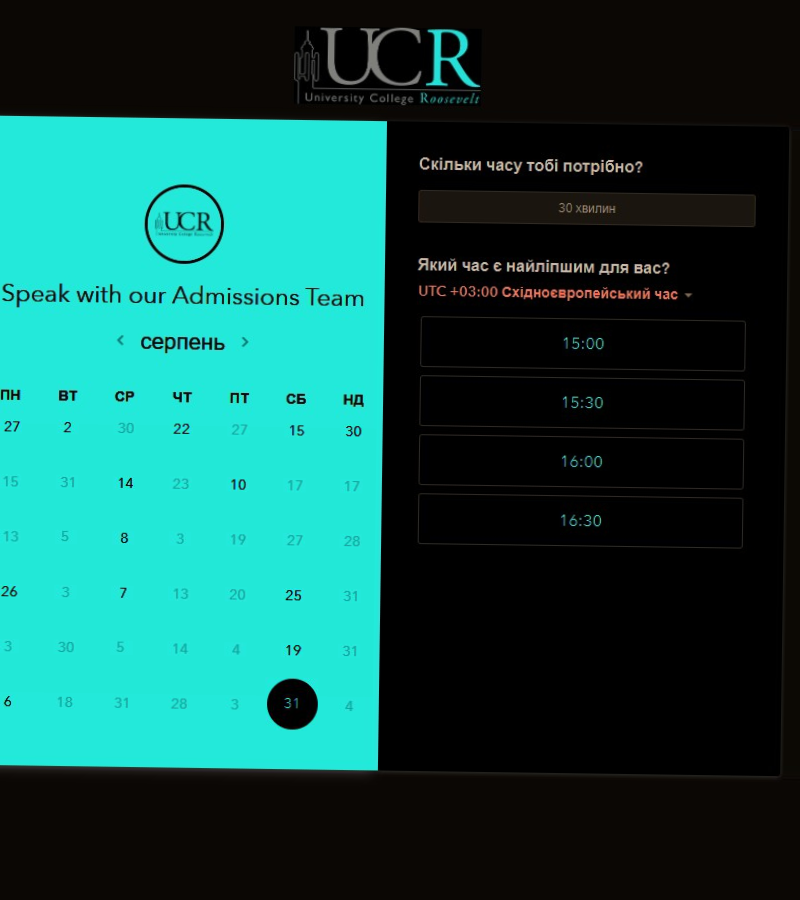 UCR
University College Roosevelt
UCR
Speak with our Admissions Team
серпень
ПН ВТ СР ЧТ ПТ СБ НД
27 2 30 22 27 15 30
15 31 14 23 10 17 17
13 5 8 3 19 27 28
26 3 7 13 20 25 31
3 30 5 14 4 19 31
6 18 31 28 3 31 4
Скільки часу тобі потрібно?
30 хвилин
Який час є найліпшим для вас?
UTC +03:00 Східноєвропейський час
15:00
15:30
16:00
16:30